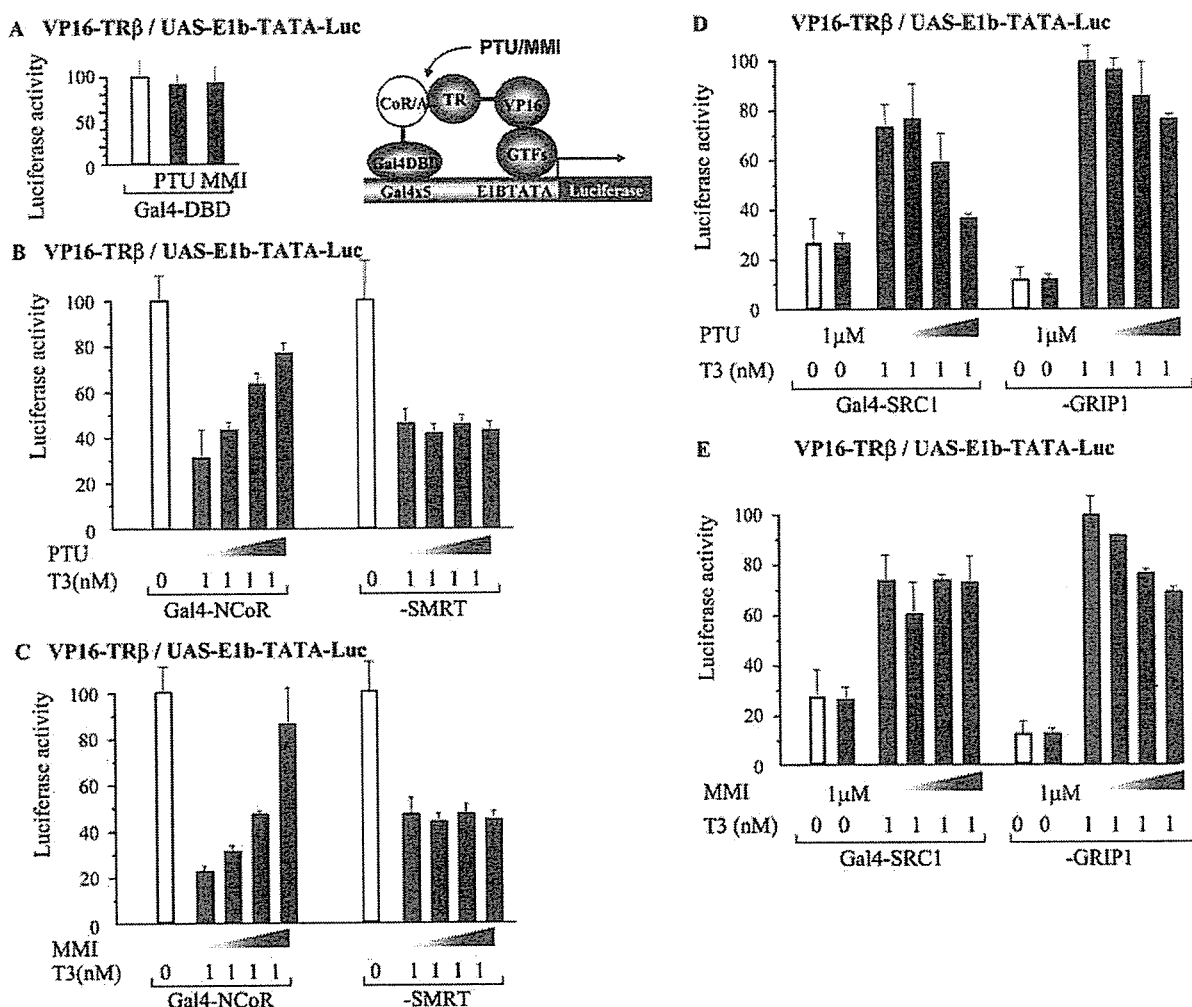 A VP16-TRβ / UAS-E1b-TATA-Luc
Luciferase activity
100
80
60
40
20
0
PTU MMI
Gal4-DBD
PTU/MMI
CoR/A
TR
VP16
Gal4DBD
GTFs
Gal4x5
E1BTATA
Luciferase
B VP16-TRβ / UAS-E1b-TATA-Luc
Luciferase activity
100
80
60
40
20
0
PTU
T3(nM) 0 1 1 1 1 0 1 1 1 1
Gal4-NCoR -SMRT
C VP16-TRβ / UAS-E1b-TATA-Luc
Luciferase activity
100
80
60
40
20
0
MMI
T3(nM) 0 1 1 1 1 0 1 1 1 1
Gal4-NCoR -SMRT
D VP16-TRβ / UAS-E1b-TATA-Luc
Luciferase activity
100
80
60
40
20
0
PTU 1μM 1μM
T3 (nM) 0 0 1 1 1 1 0 0 1 1 1 1
Gal4-SRC1 -GRIP1
E VP16-TRβ / UAS-E1b-TATA-Luc
Luciferase activity
100
80
60
40
20
0
MMI 1μM 1μM
T3 (nM) 0 0 1 1 1 1 0 0 1 1 1 1
Gal4-SRC1 -GRIP1